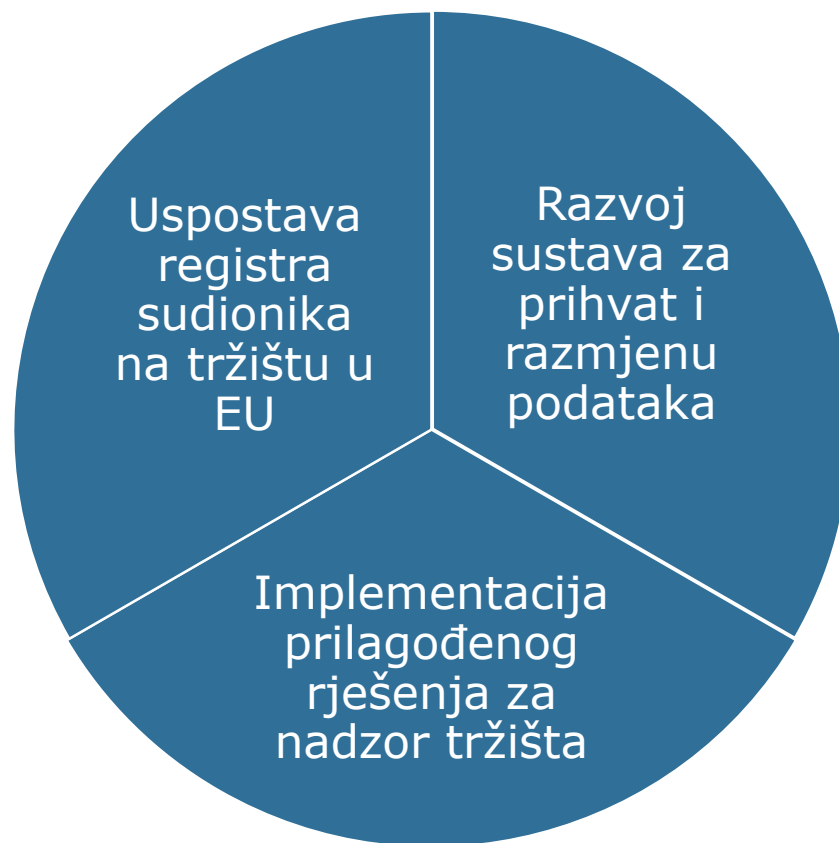 Uspostava
registra
sudionika
na tržištu u
EU
Razvoj
sustava za
prihvat i
razmjenu
podataka
Implementacija
prilagođenog
rješenja za
nadzor tržišta